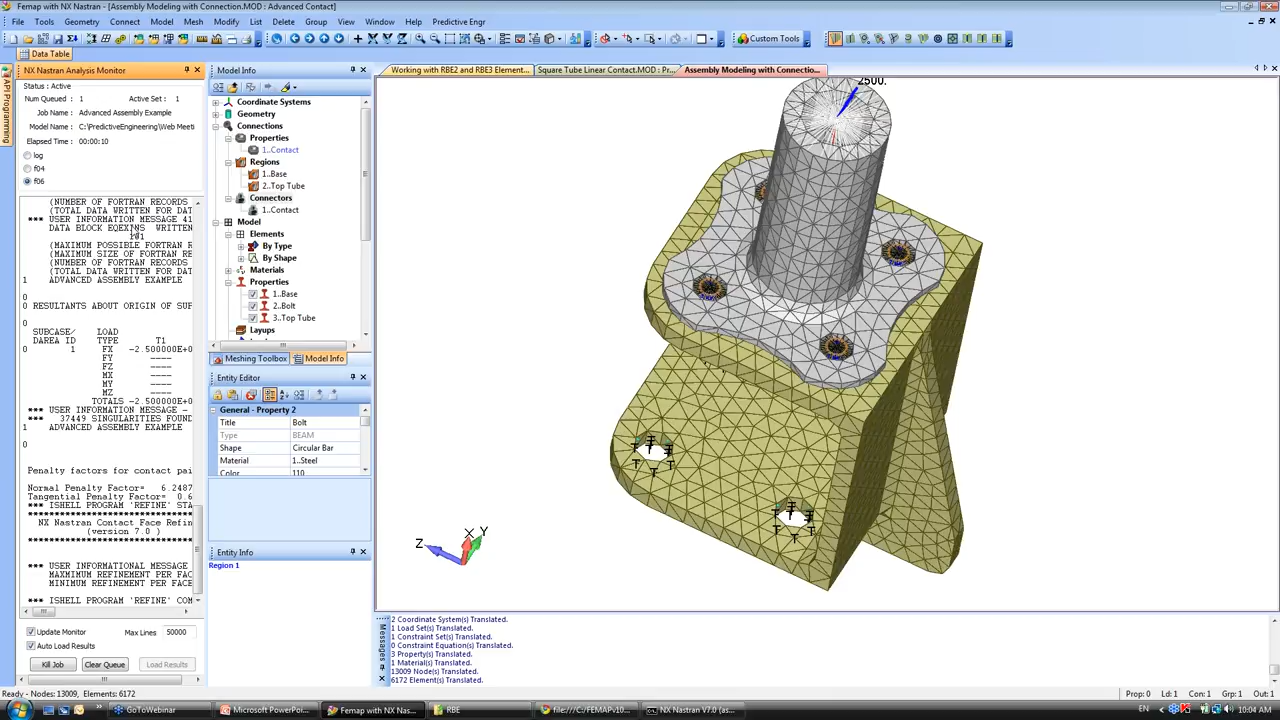 Femap with NX Nastran - [Assembly Modeling with Connection.MOD : Advanced Contact]
File Tools Geometry Connect Model Mesh Modify List Delete Group View Window Help Predictive Engr
Custom Tools
Data Table
NX Nastran Analysis Monitor
Status : Active
Num Queued : 1 Active Set : 1
Job Name : Advanced Assembly Example
Model Name : C:\PredictiveEngineering\Web Meeti
Elapsed Time : 00:00:10
log
f04
f06
(NUMBER OF FORTRAN RECORDS
(TOTAL DATA WRITTEN FOR DAT
*** USER INFORMATION MESSAGE 41
DATA BLOCK EQEXINS WRITTEN
(MAXIMUM POSSIBLE FORTRAN R
(MAXIMUM SIZE OF FORTRAN RE
(NUMBER OF FORTRAN RECORDS
(TOTAL DATA WRITTEN FOR DAT
1 ADVANCED ASSEMBLY EXAMPLE
0
0 RESULTANTS ABOUT ORIGIN OF SUP
0
SUBCASE/ LOAD
DAREA ID TYPE T1
0 1 FX -2.500000E+0
FY ----
FZ ----
MX ----
MY ----
MZ ----
TOTALS -2.500000E+0
*** USER INFORMATION MESSAGE -
*** 37449 SINGULARITIES FOUND
1 ADVANCED ASSEMBLY EXAMPLE
0
Penalty factors for contact pai
Normal Penalty Factor= 6.2487
Tangential Penalty Factor= 0.6
*** ISHELL PROGRAM 'REFINE' STA
NX Nastran Contact Face Refin
(version 7.0 )
*** USER INFORMATIONAL MESSAGE
MAXMIMUM REFINEMENT PER FAC
MINIMUM REFINEMENT PER FACE
*** ISHELL PROGRAM 'REFINE' COM
Update Monitor Max Lines 50000
Auto Load Results
Kill Job Clear Queue Load Results
API Programming
Model Info
Coordinate Systems
Geometry
Connections
Properties
1..Contact
Regions
1..Base
2..Top Tube
Connectors
1..Contact
Model
Elements
By Type
By Shape
Materials
Properties
1..Base
2..Bolt
3..Top Tube
Layups
Meshing Toolbox Model Info
Entity Editor
General - Property 2
Title Bolt
Type BEAM
Shape Circular Bar
Material 1..Steel
Color 110
Entity Info
Region 1
Working with RBE2 and RBE3 Element... Square Tube Linear Contact.MOD : Pr... Assembly Modeling with Connectio...
2500.
X
Y
Z
Messages
2 Coordinate System(s) Translated.
1 Load Set(s) Translated.
1 Constraint Set(s) Translated.
0 Constraint Equation(s) Translated.
3 Property(s) Translated.
1 Material(s) Translated.
13009 Node(s) Translated.
6172 Element(s) Translated.
Ready - Nodes: 13009, Elements: 6172 Prop: 0 Ld: 1 Con: 1 Grp: 1 Out: 1
GoToWebinar Microsoft PowerPoi... Femap with NX Nas... RBE file:///C:/FEMAPv10... NX Nastran V7.0 (as... EN 10:04 AM